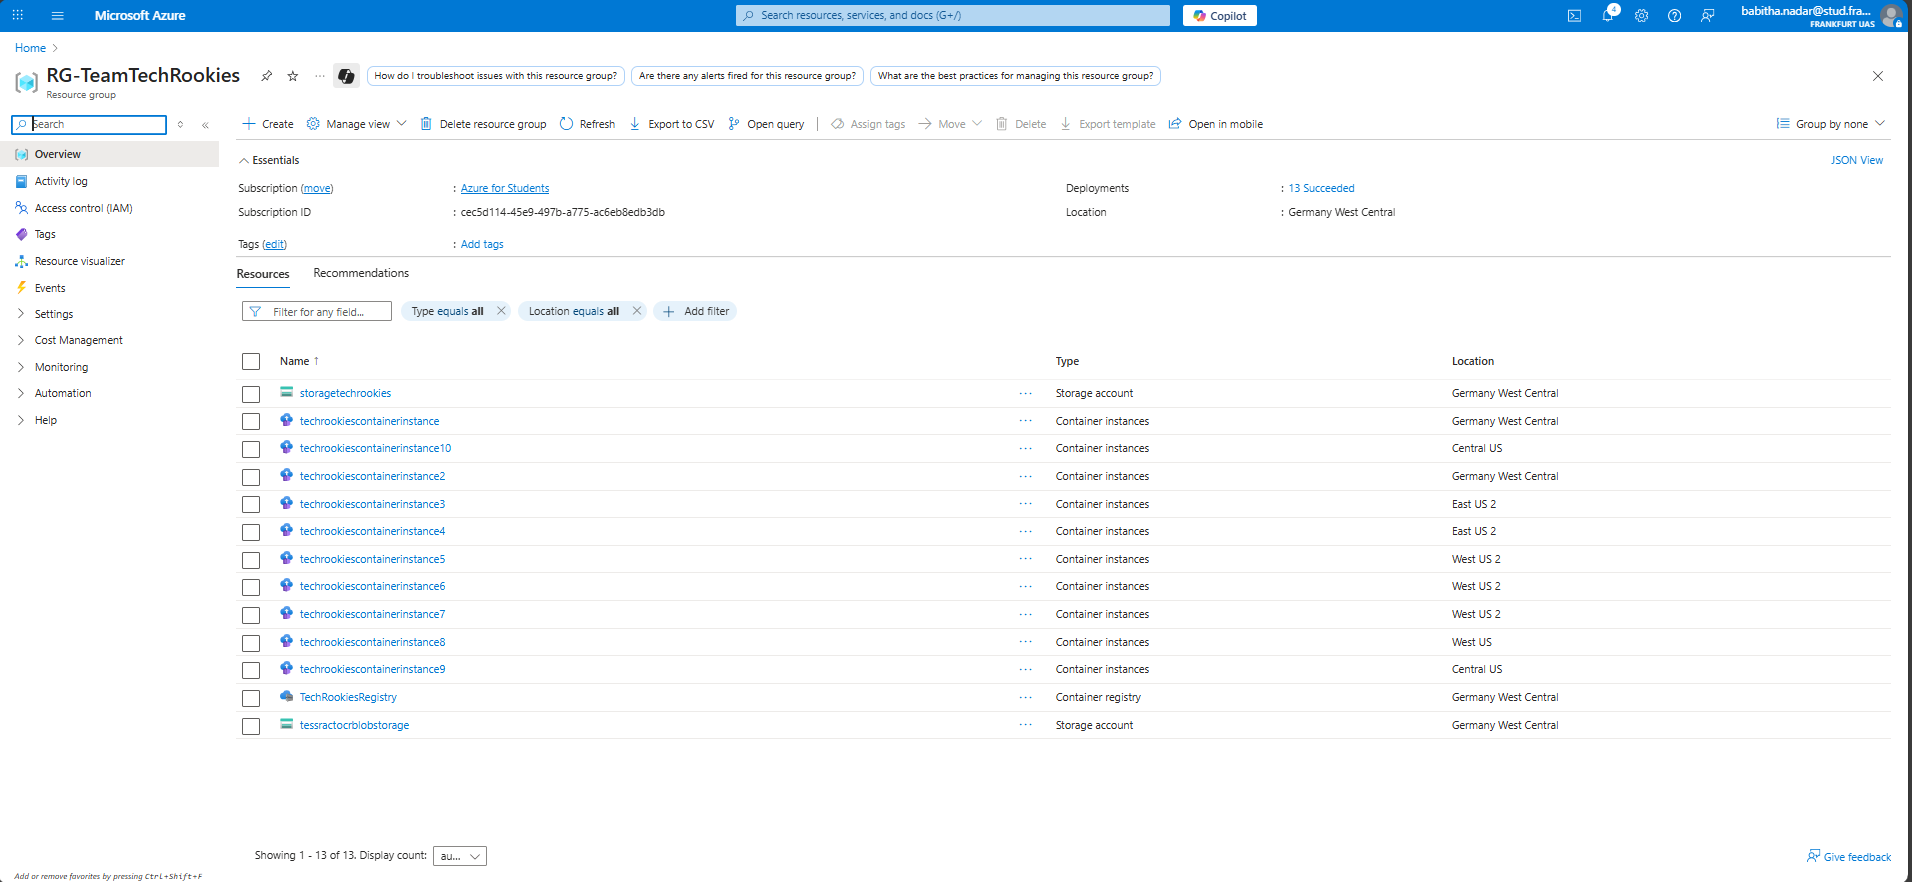 Microsoft Azure
Search resources, services, and docs (G+/)
Copilot
4
babitha.nadar@stud.fra...
FRANKFURT UAS
Home
RG-TeamTechRookies
Resource group
How do I troubleshoot issues with this resource group?
Are there any alerts fired for this resource group?
What are the best practices for managing this resource group?
Search
Create
Manage view
Delete resource group
Refresh
Export to CSV
Open query
Assign tags
Move
Delete
Export template
Open in mobile
Group by none
Overview
Activity log
Access control (IAM)
Tags
Resource visualizer
Events
Settings
Cost Management
Monitoring
Automation
Help
Essentials
JSON View
Subscription (move) : Azure for Students
Deployments : 13 Succeeded
Subscription ID : cec5d114-45e9-497b-a775-ac6eb8edb3db
Location : Germany West Central
Tags (edit) : Add tags
Resources Recommendations
Filter for any field...
Type equals all
Location equals all
Add filter
Name ↑ Type Location
storagetechrookies ... Storage account Germany West Central
techrookiescontainerinstance ... Container instances Germany West Central
techrookiescontainerinstance10 ... Container instances Central US
techrookiescontainerinstance2 ... Container instances Germany West Central
techrookiescontainerinstance3 ... Container instances East US 2
techrookiescontainerinstance4 ... Container instances East US 2
techrookiescontainerinstance5 ... Container instances West US 2
techrookiescontainerinstance6 ... Container instances West US 2
techrookiescontainerinstance7 ... Container instances West US 2
techrookiescontainerinstance8 ... Container instances West US
techrookiescontainerinstance9 ... Container instances Central US
TechRookiesRegistry ... Container registry Germany West Central
tessractocrblobstorage ... Storage account Germany West Central
Showing 1 - 13 of 13. Display count: au...
Give feedback
Add or remove favorites by pressing Ctrl+Shift+F